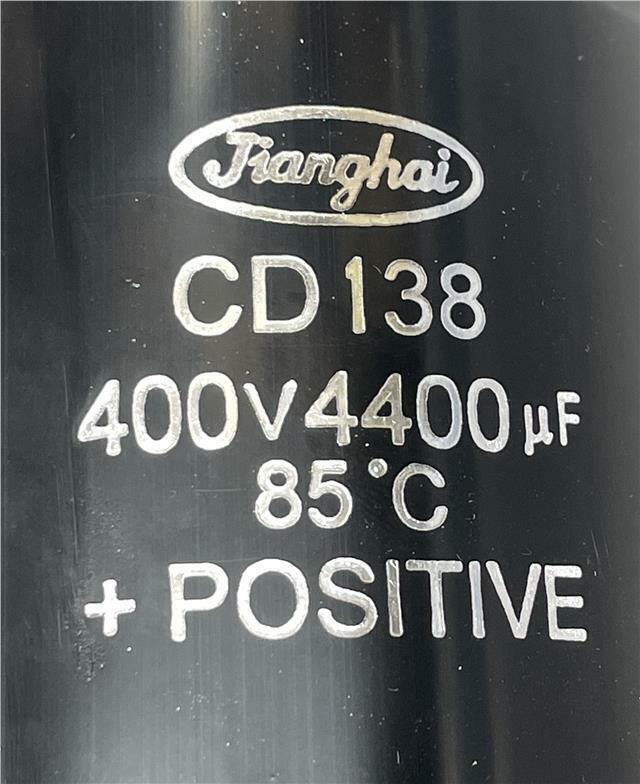 Jianghai
CD138
400V4400µF
85°C
+ POSITIVE